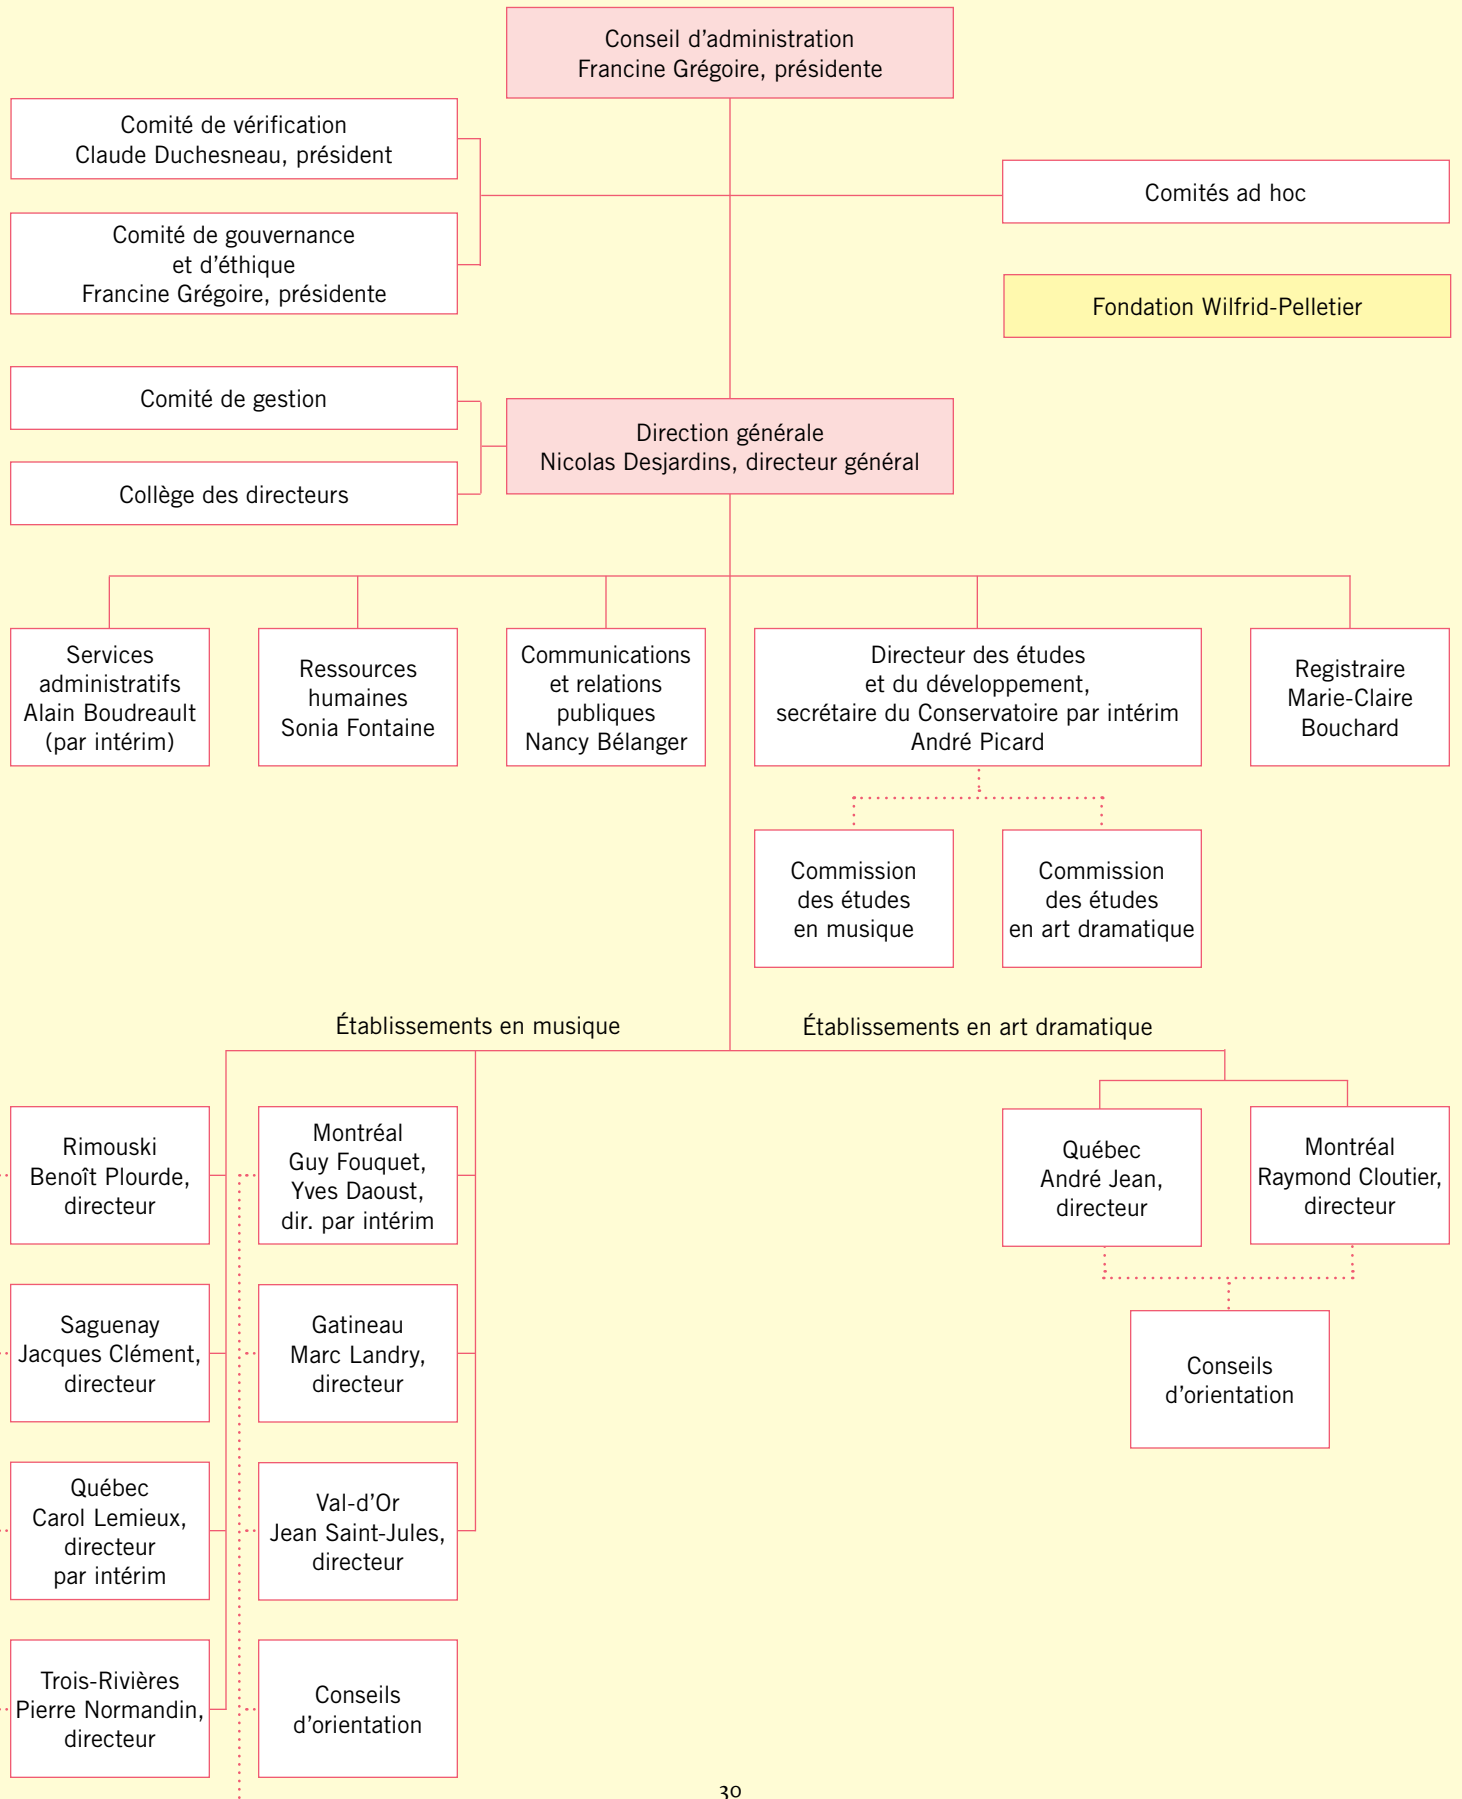 Conseil d'administration
Francine Grégoire, présidente
Comité de vérification
Claude Duchesneau, président
Comités ad hoc
Comité de gouvernance
et d'éthique
Francine Grégoire, présidente
Fondation Wilfrid-Pelletier
Comité de gestion
Direction générale
Nicolas Desjardins, directeur général
Collège des directeurs
Services
administratifs
Alain Boudreault
(par intérim)
Ressources
humaines
Sonia Fontaine
Communications
et relations
publiques
Nancy Bélanger
Directeur des études
et du développement,
secrétaire du Conservatoire par intérim
André Picard
Registraire
Marie-Claire
Bouchard
Commission
des études
en musique
Commission
des études
en art dramatique
Établissements en musique
Établissements en art dramatique
Rimouski
Benoît Plourde,
directeur
Montréal
Guy Fouquet,
Yves Daoust,
dir. par intérim
Québec
André Jean,
directeur
Montréal
Raymond Cloutier,
directeur
Saguenay
Jacques Clément,
directeur
Gatineau
Marc Landry,
directeur
Conseils
d'orientation
Québec
Carol Lemieux,
directeur
par intérim
Val-d'Or
Jean Saint-Jules,
directeur
Trois-Rivières
Pierre Normandin,
directeur
Conseils
d'orientation
30